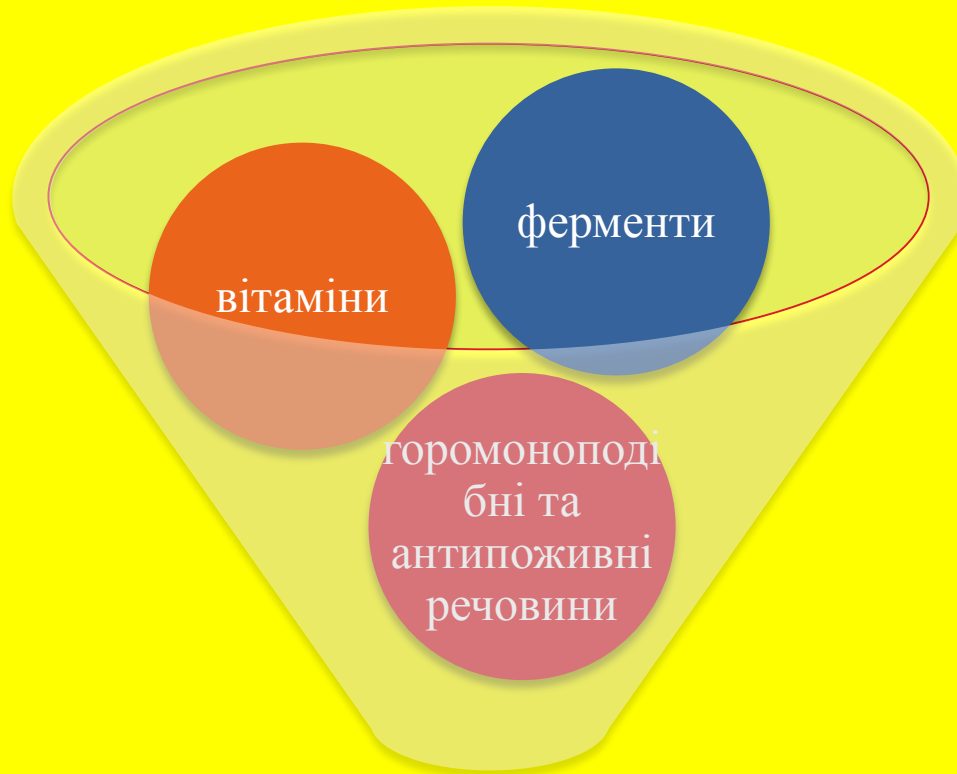 ферменти
вітаміни
горомоноподі
бні та
антипоживні
речовини